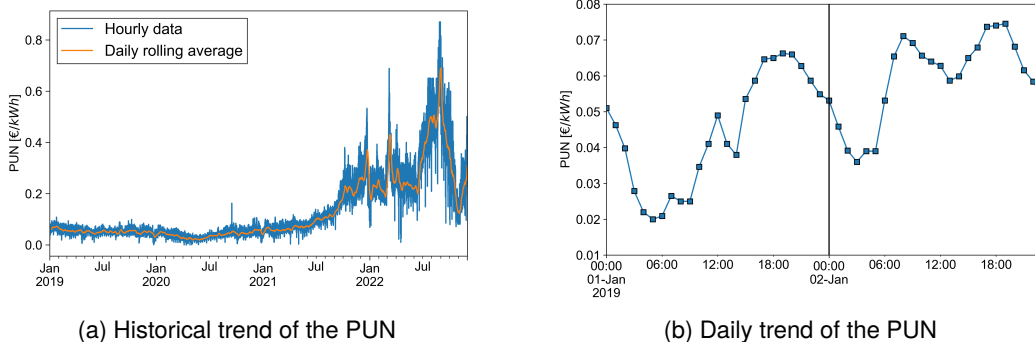 Hourly data
Daily rolling average
0.8
0.6
0.4
0.2
0.0
PUN [€/kWh]
Jan Jul Jan Jul Jan Jul Jan Jul
2019 2020 2021 2022
(a) Historical trend of the PUN
0.08
0.07
0.06
0.05
0.04
0.03
0.02
0.01
PUN [€/kWh]
00:00 06:00 12:00 18:00 00:00 06:00 12:00 18:00
01-Jan 02-Jan
2019
(b) Daily trend of the PUN